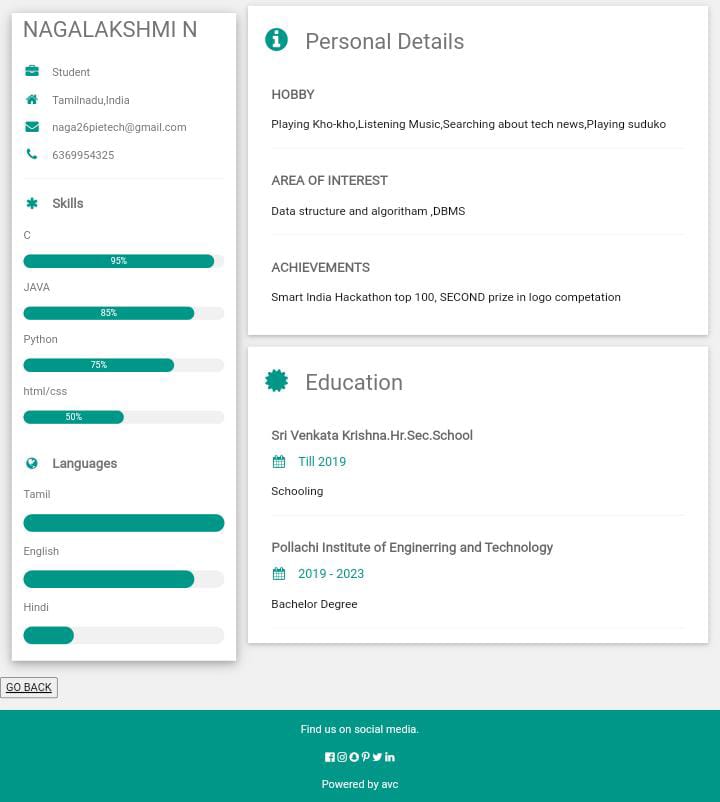 NAGALAKSHMI N
Student
Tamilnadu,India
naga26pietech@gmail.com
6369954325
Skills
C
95%
JAVA
85%
Python
75%
html/css
50%
Languages
Tamil
English
Hindi
Personal Details
HOBBY
Playing Kho-kho,Listening Music,Searching about tech news,Playing suduko
AREA OF INTEREST
Data structure and algoritham ,DBMS
ACHIEVEMENTS
Smart India Hackathon top 100, SECOND prize in logo competation
Education
Sri Venkata Krishna.Hr.Sec.School
Till 2019
Schooling
Pollachi Institute of Enginerring and Technology
2019 - 2023
Bachelor Degree
GO BACK
Find us on social media.
Powered by avc